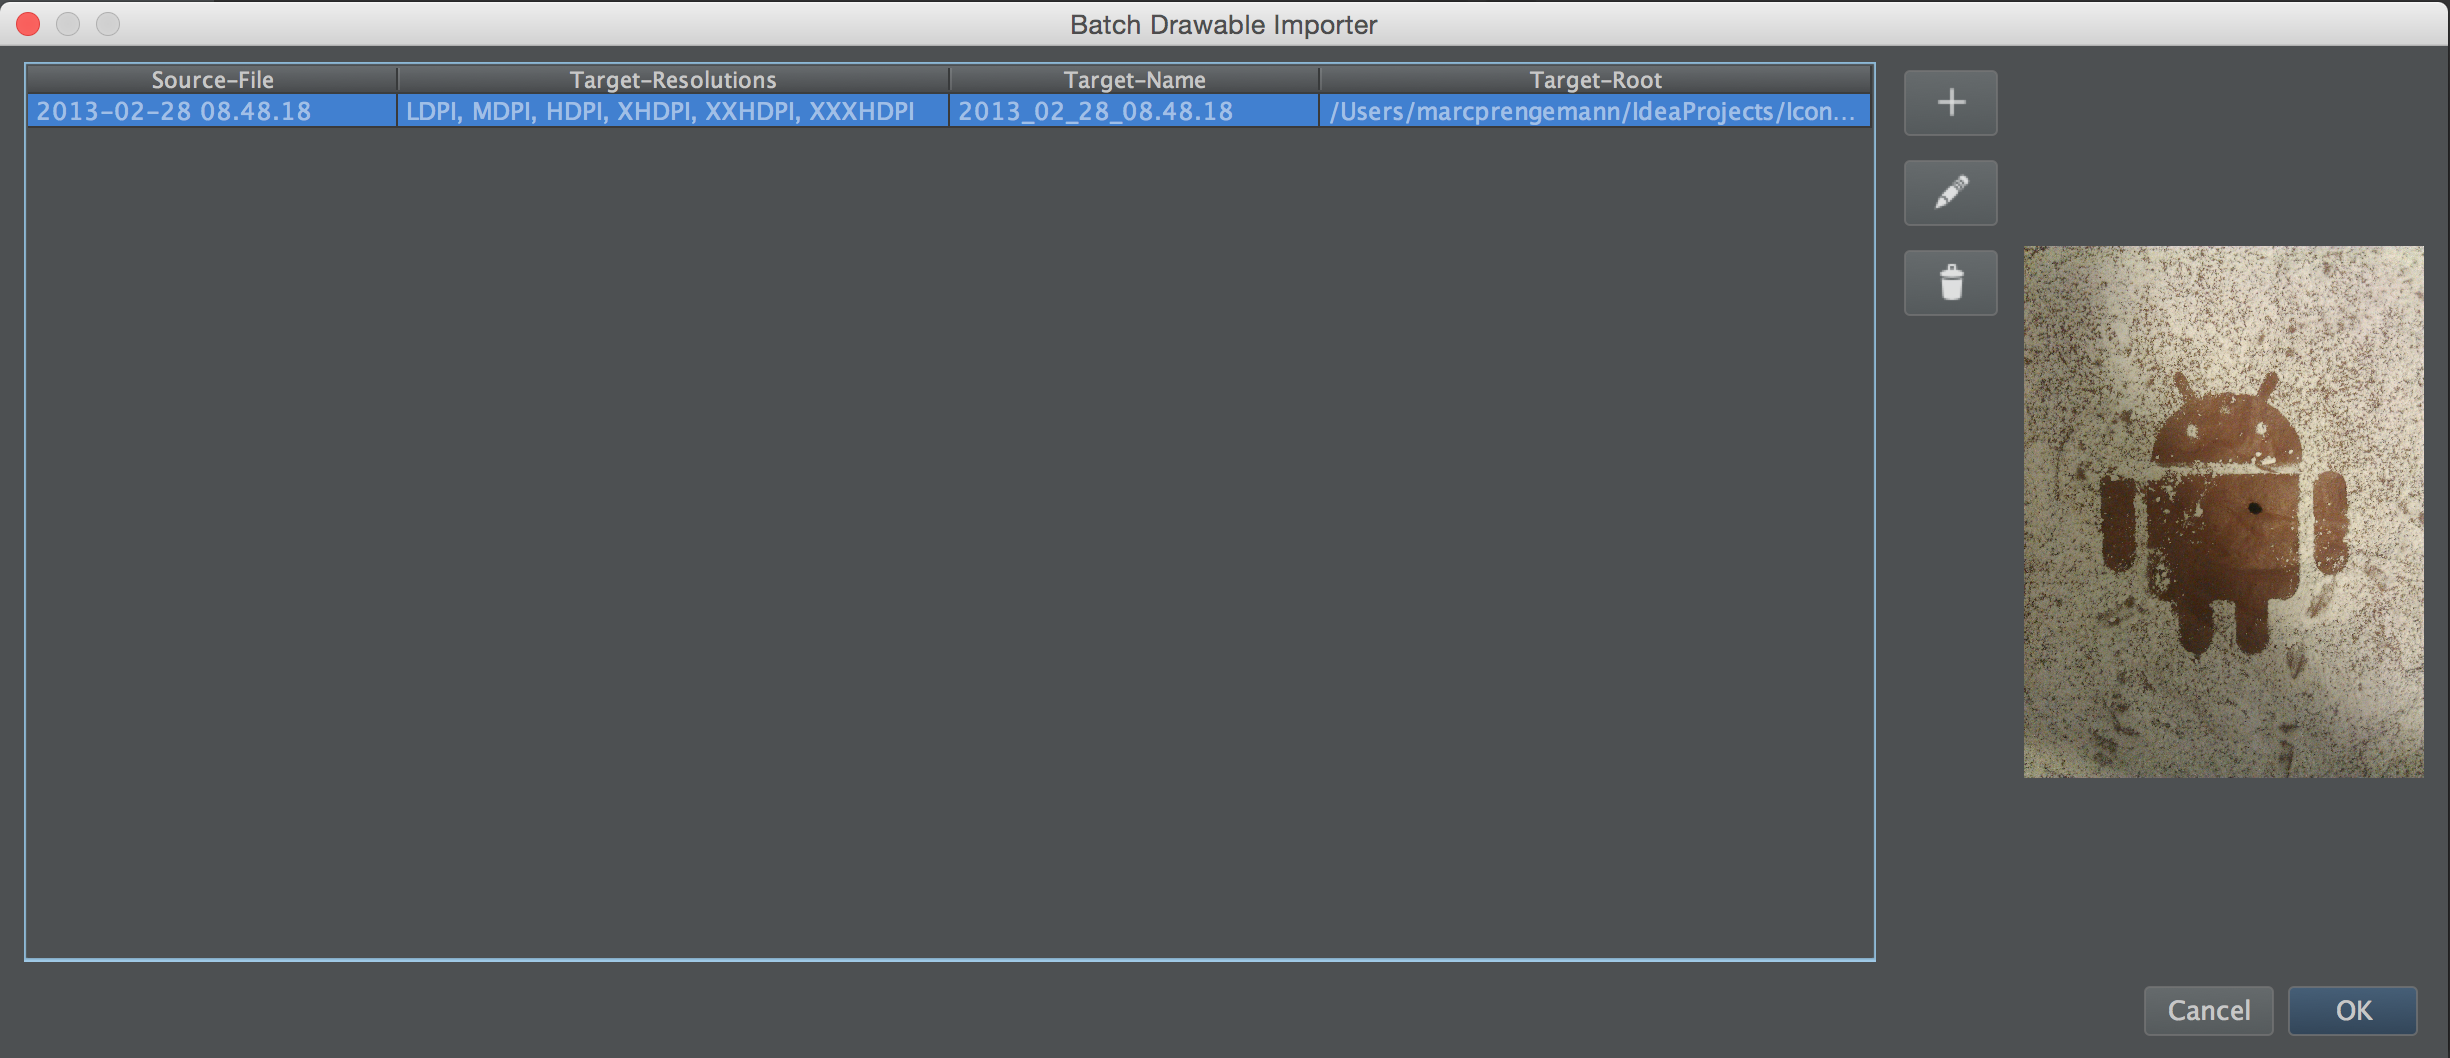 Batch Drawable Importer
Source-File Target-Resolutions Target-Name Target-Root
2013-02-28 08.48.18 LDPI, MDPI, HDPI, XHDPI, XXHDPI, XXXHDPI 2013_02_28_08.48.18 /Users/marcprengemann/IdeaProjects/Icon...
Cancel OK